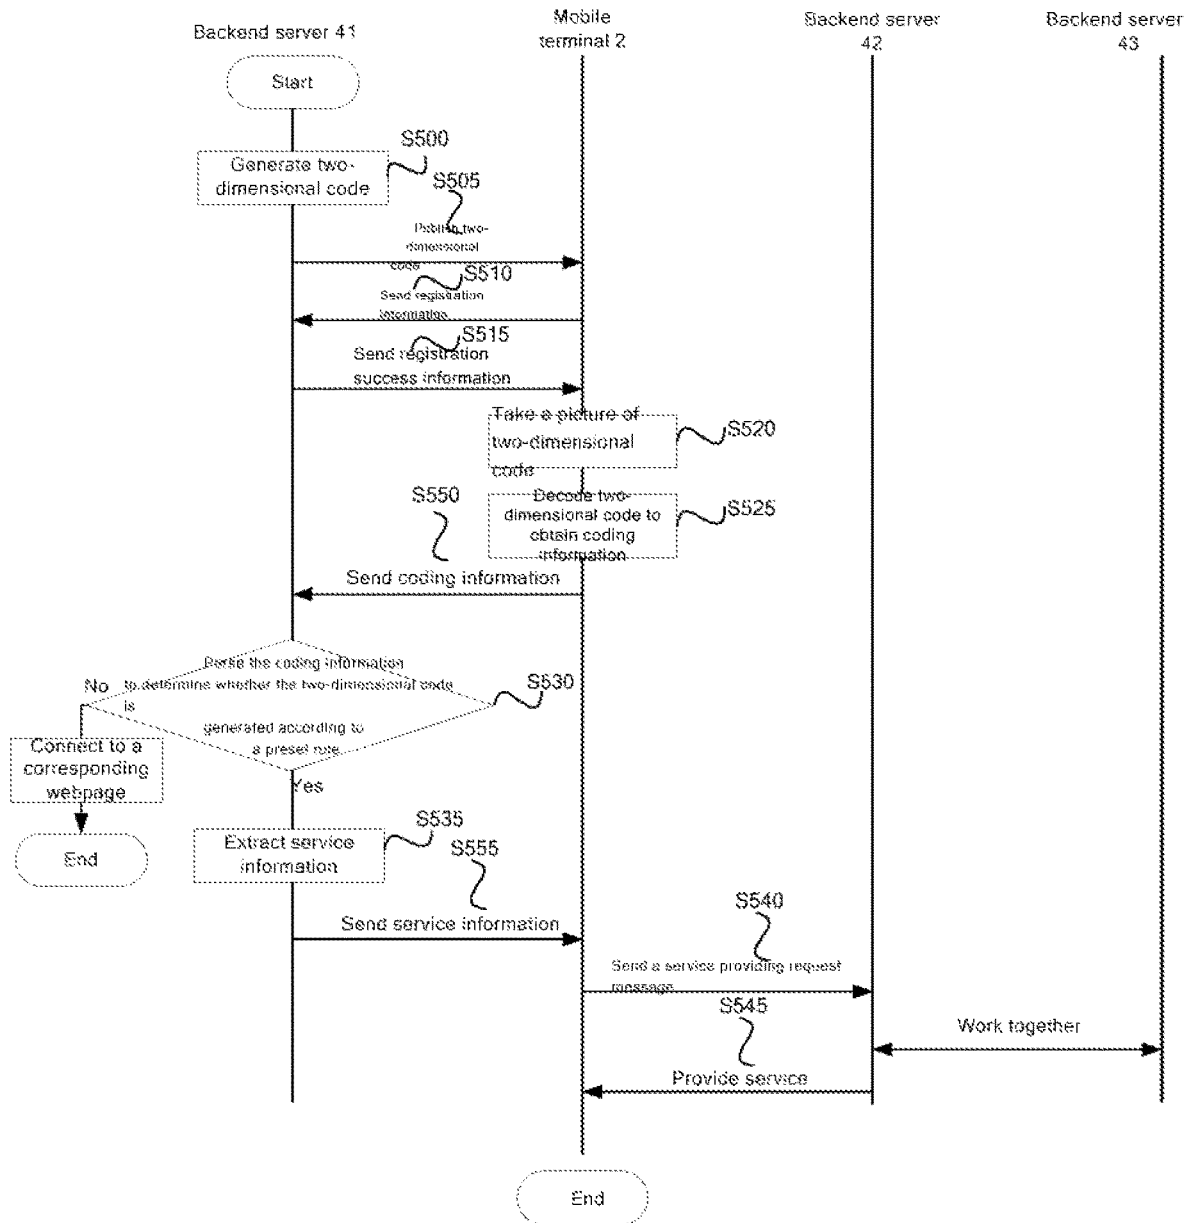 Backend server 41
Mobile
terminal 2
Backend server
42
Backend server
43
Start
S500
Generate two-
dimensional code
S505
Publish two-
dimensional
code
S510
Send registration
information
S515
Send registration
success information
Take a picture of
two-dimensional
code
S520
S550
Decode two-
dimensional code to
obtain coding
information
S525
Send coding information
Parse the coding information
No
to determine whether the two-dimensional code
is
S530
generated according to
a preset rule
Connect to a
corresponding
webpage
Yes
End
S535
Extract service
information
S555
Send service information
S540
Send a service providing request
message
S545
Work together
Provide service
End